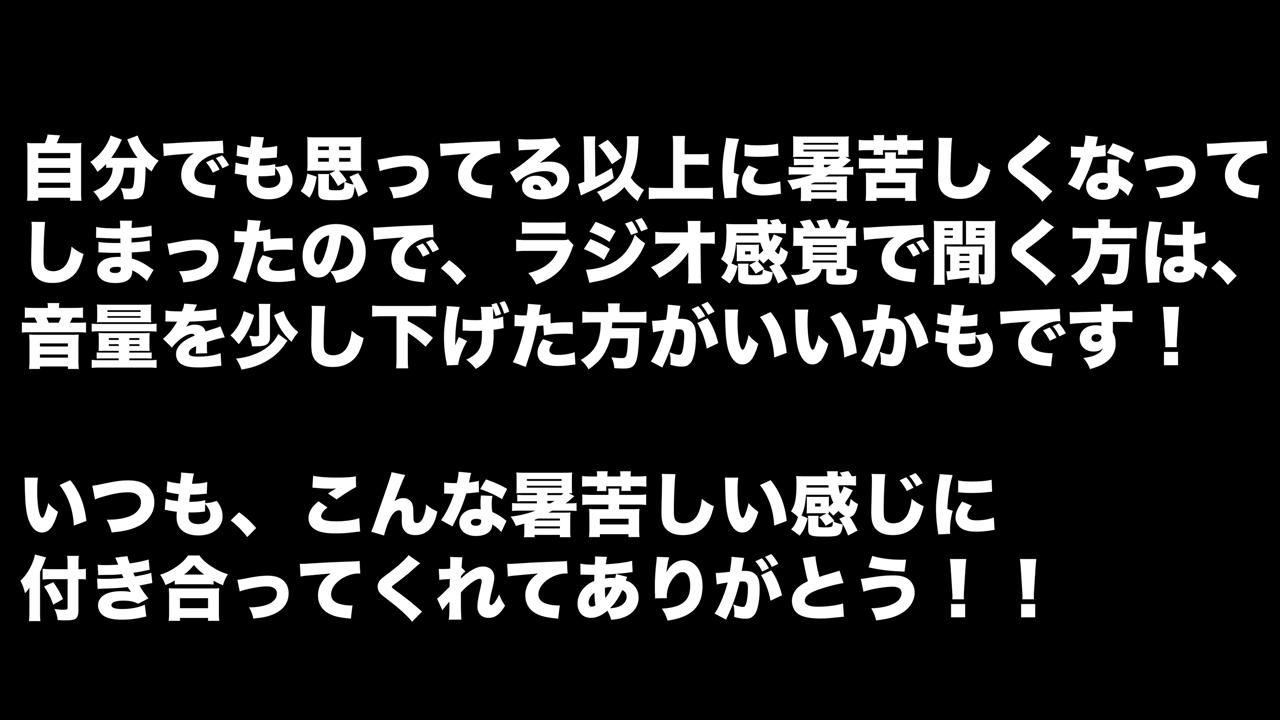 自分でも思ってる以上に暑苦しくなって
しまったので、ラジオ感覚で聞く方は、
音量を少し下げた方がいいかもです！
いつも、こんな暑苦しい感じに
付き合ってくれてありがとう！！